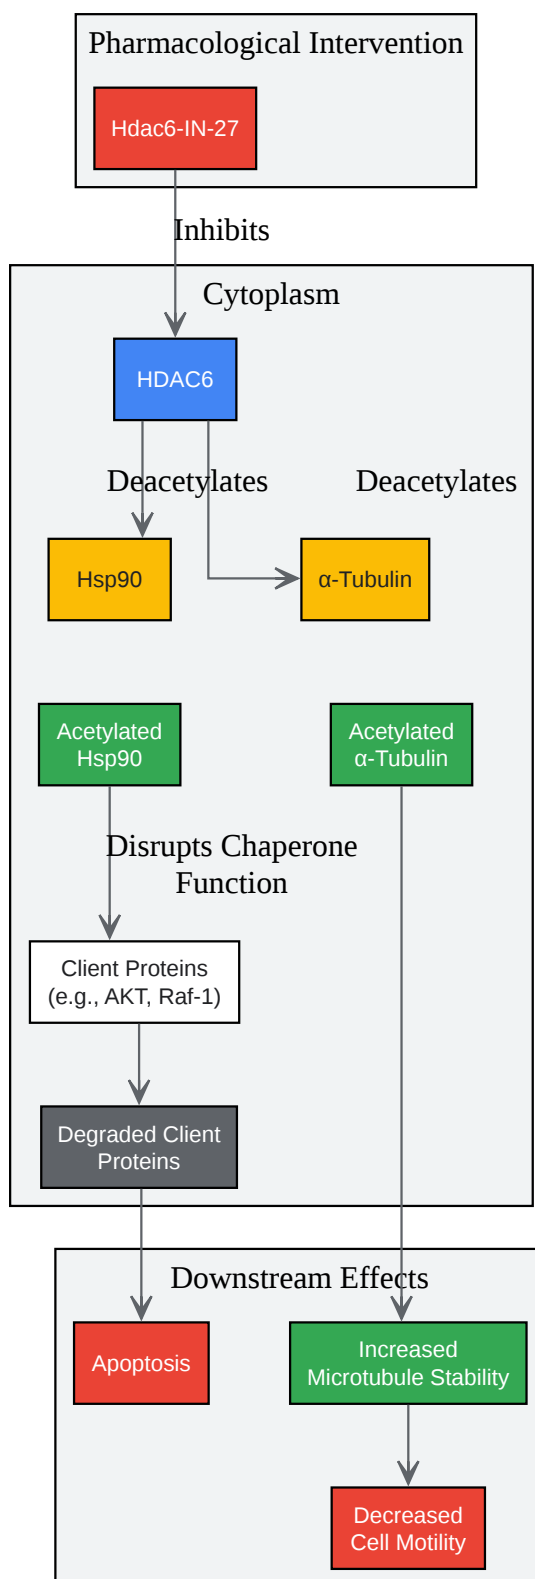 Pharmacological Intervention
Hdac6-IN-27
Inhibits
Cytoplasm
HDAC6
Deacetylates
Deacetylates
Hsp90
α-Tubulin
Acetylated
Hsp90
Acetylated
α-Tubulin
Disrupts Chaperone
Function
Client Proteins
(e.g., AKT, Raf-1)
Degraded Client
Proteins
Downstream Effects
Apoptosis
Increased
Microtubule Stability
Decreased
Cell Motility